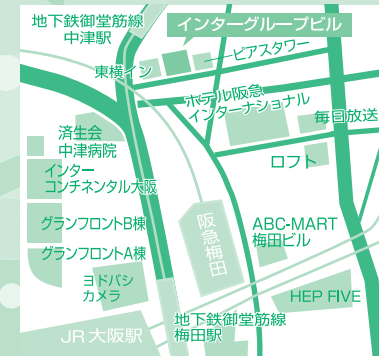 地下鉄御堂筋線
中津駅
インターグループビル
ピアスタワー
東横イン
ホテル阪急
インターナショナル
毎日放送
済生会
中津病院
ロフト
インター
コンチネンタル大阪
グランフロントB棟
阪急梅田
ABC-MART
梅田ビル
グランフロントA棟
ヨドバシ
カメラ
HEP FIVE
地下鉄御堂筋線
梅田駅
JR 大阪駅